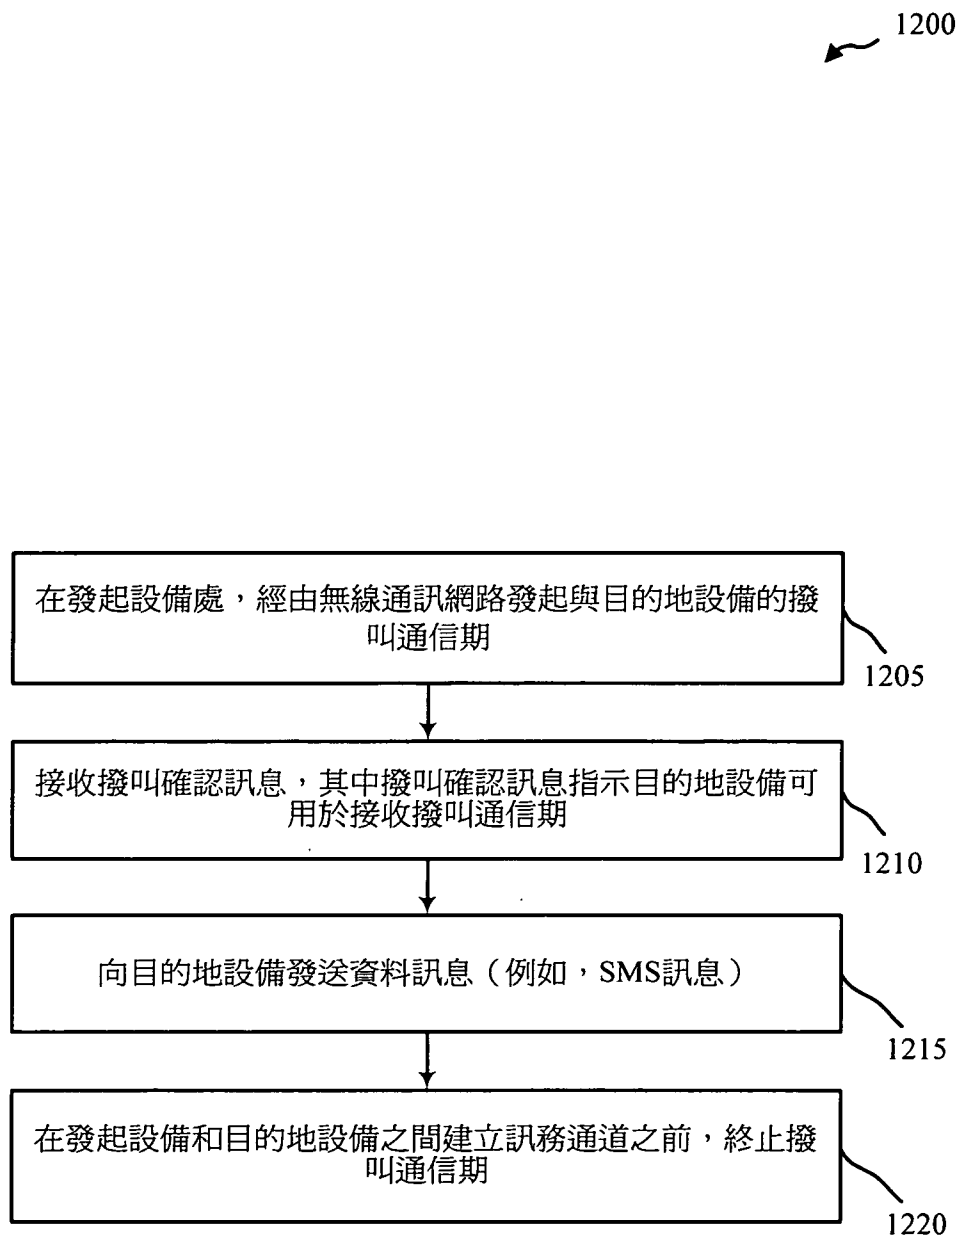 1200
在發起設備處，經由無線通訊網路發起與目的地設備的撥
叫通信期
1205
接收撥叫確認訊息，其中撥叫確認訊息指示目的地設備可
用於接收撥叫通信期
1210
向目的地設備發送資料訊息（例如，SMS訊息）
1215
在發起設備和目的地設備之間建立訊務通道之前，終止撥
叫通信期
1220